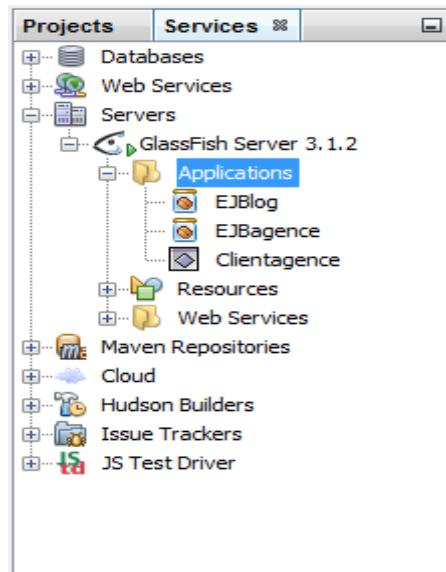 Projects Services
Databases
Web Services
Servers
GlassFish Server 3.1.2
Applications
EJBlog
EJBagence
Clientagence
Resources
Web Services
Maven Repositories
Cloud
Hudson Builders
Issue Trackers
JS Test Driver